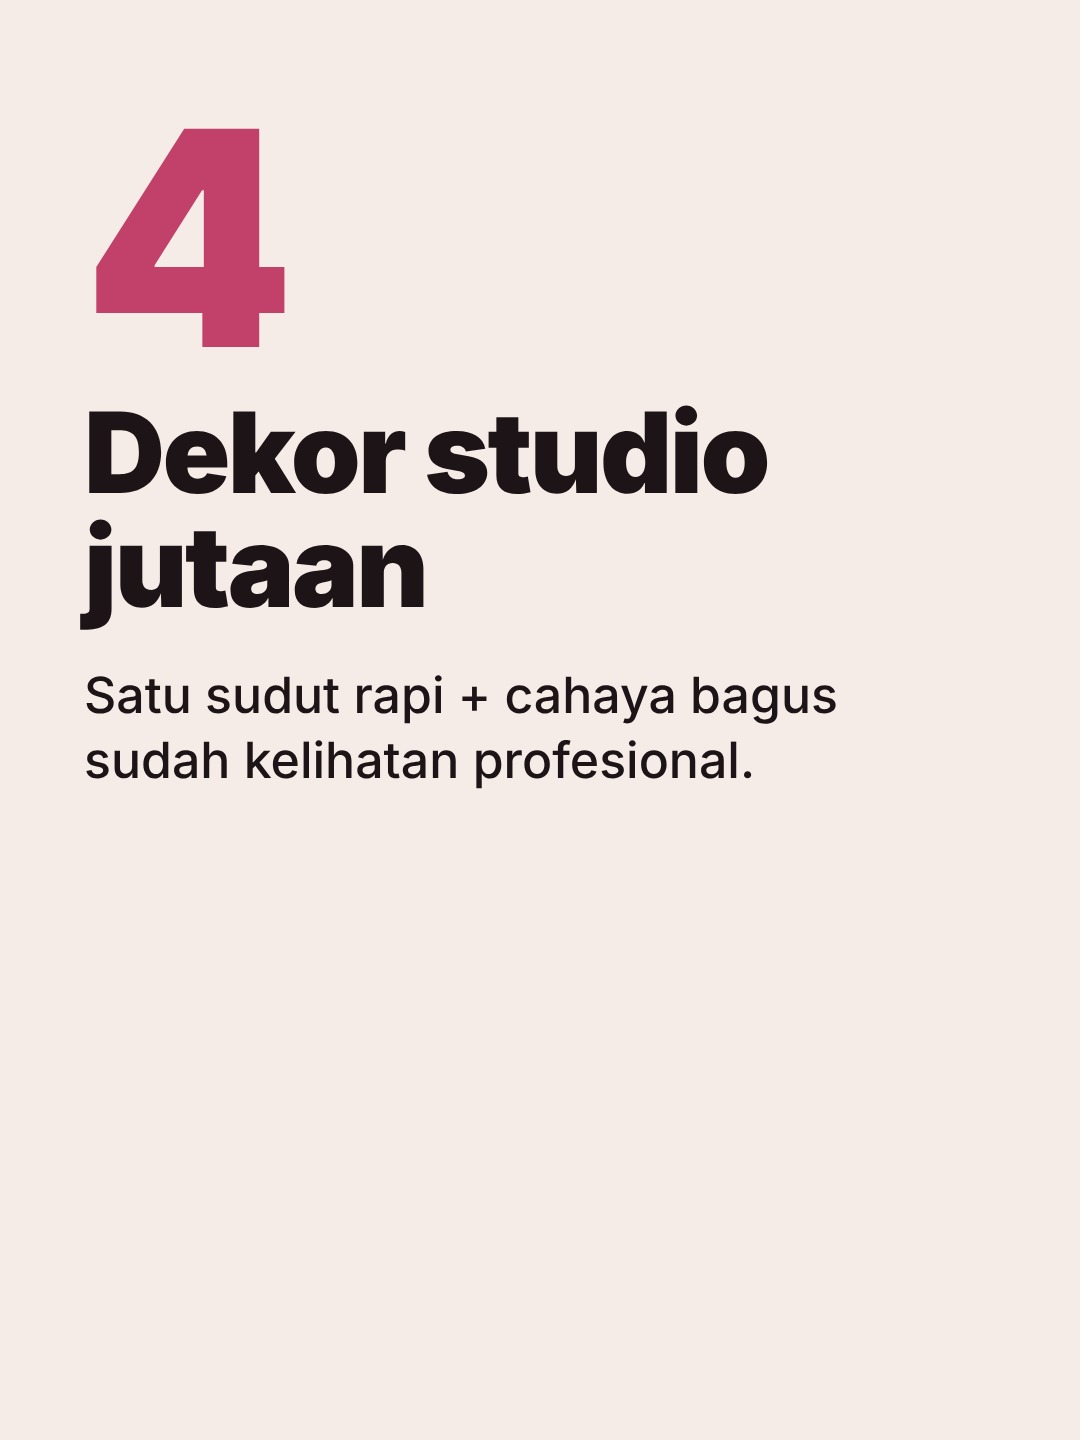 4
Dekor studio
jutaan
Satu sudut rapi + cahaya bagus
sudah kelihatan profesional.